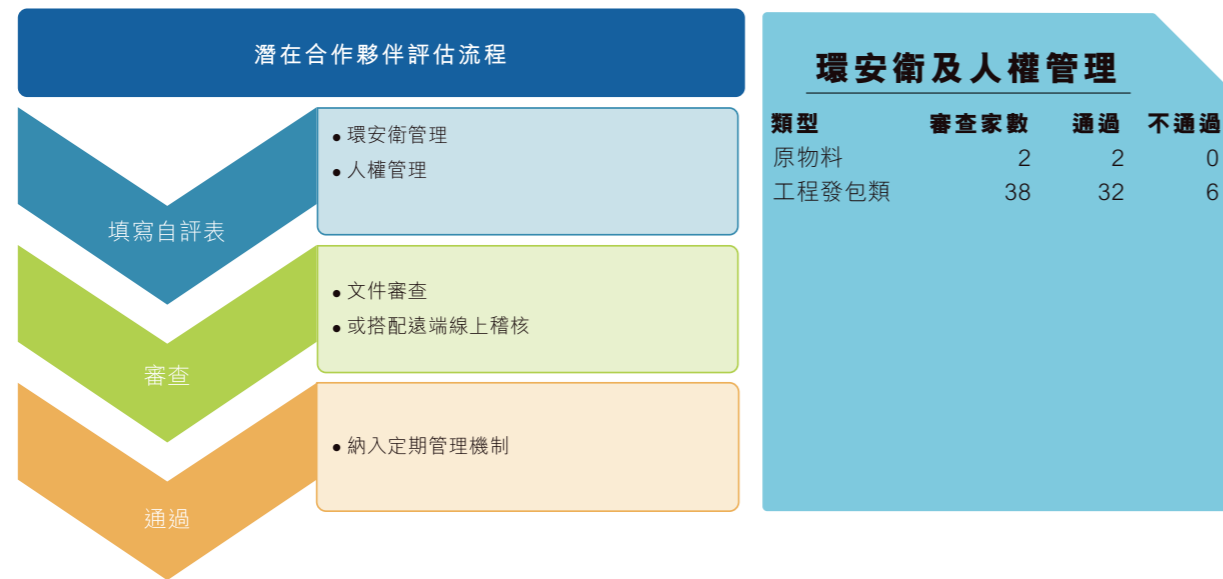 潛在合作夥伴評估流程
填寫自評表
• 環安衛管理
• 人權管理
審查
• 文件審查
• 或搭配遠端線上稽核
通過
• 納入定期管理機制
環安衛及人權管理
類型 審查家數 通過 不通過
原物料 2 2 0
工程發包類 38 32 6